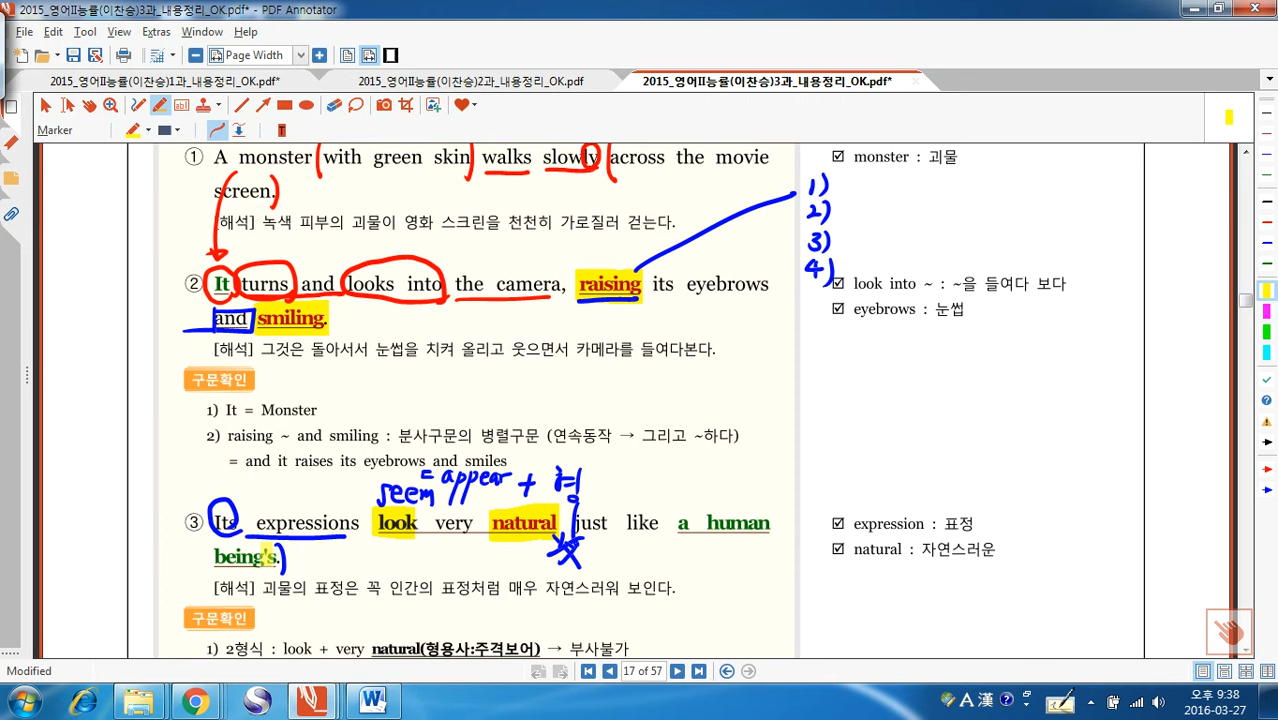 2015_영어II능률(이찬승)3과_내용정리_OK.pdf* - PDF Annotator
File Edit Tools Extras Window Help
Page Width
2015_영어II능률(이찬승)1과_내용정리_OK.pdf* 2015_영어II능률(이찬승)2과_내용정리_OK.pdf 2015_영어II능률(이찬승)3과_내용정리_OK.pdf*
Marker
① A monster (with green skin) walks slowly (across the movie
☑ monster : 괴물
screen.)
1)
2)
3)
4)
[해석] 녹색 피부의 괴물이 영화 스크린을 천천히 가로질러 걷는다.
② It turns and looks into the camera, raising its eyebrows
☑ look into ~ : ~을 들여다 보다
and smiling.
☑ eyebrows : 눈썹
[해석] 그것은 돌아서서 눈썹을 치켜 올리고 웃으면서 카메라를 들여다본다.
구문확인
1) It = Monster
2) raising ~ and smiling : 분사구문의 병렬구문 (연속동작 → 그리고 ~하다)
= and it raises its eyebrows and smiles
seem = appear + 형
③ Its expressions look very natural just like a human
☑ expression : 표정
being's.)
☑ natural : 자연스러운
[해석] 괴물의 표정은 꼭 인간의 표정처럼 매우 자연스러워 보인다.
구문확인
1) 2형식 : look + very natural(형용사:주격보어) → 부사불가
Modified
17 of 57
A 漢
오후 9:38
2016-03-27